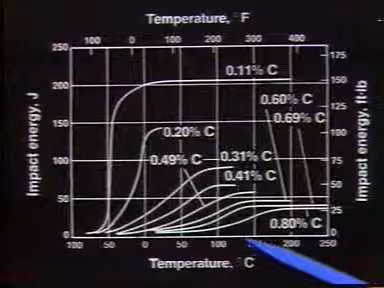 Temperature, °F
100 0 100 200 300 400
250
200
150
100
50
0
175
150
125
100
75
50
25
0
Impact energy, J
Impact energy, ft·lb
0.11% C
0.60% C
0.69% C
0.20% C
0.49% C
0.31% C
0.41% C
0.80% C
100 50 0 50 100 150 200 250
Temperature, °C